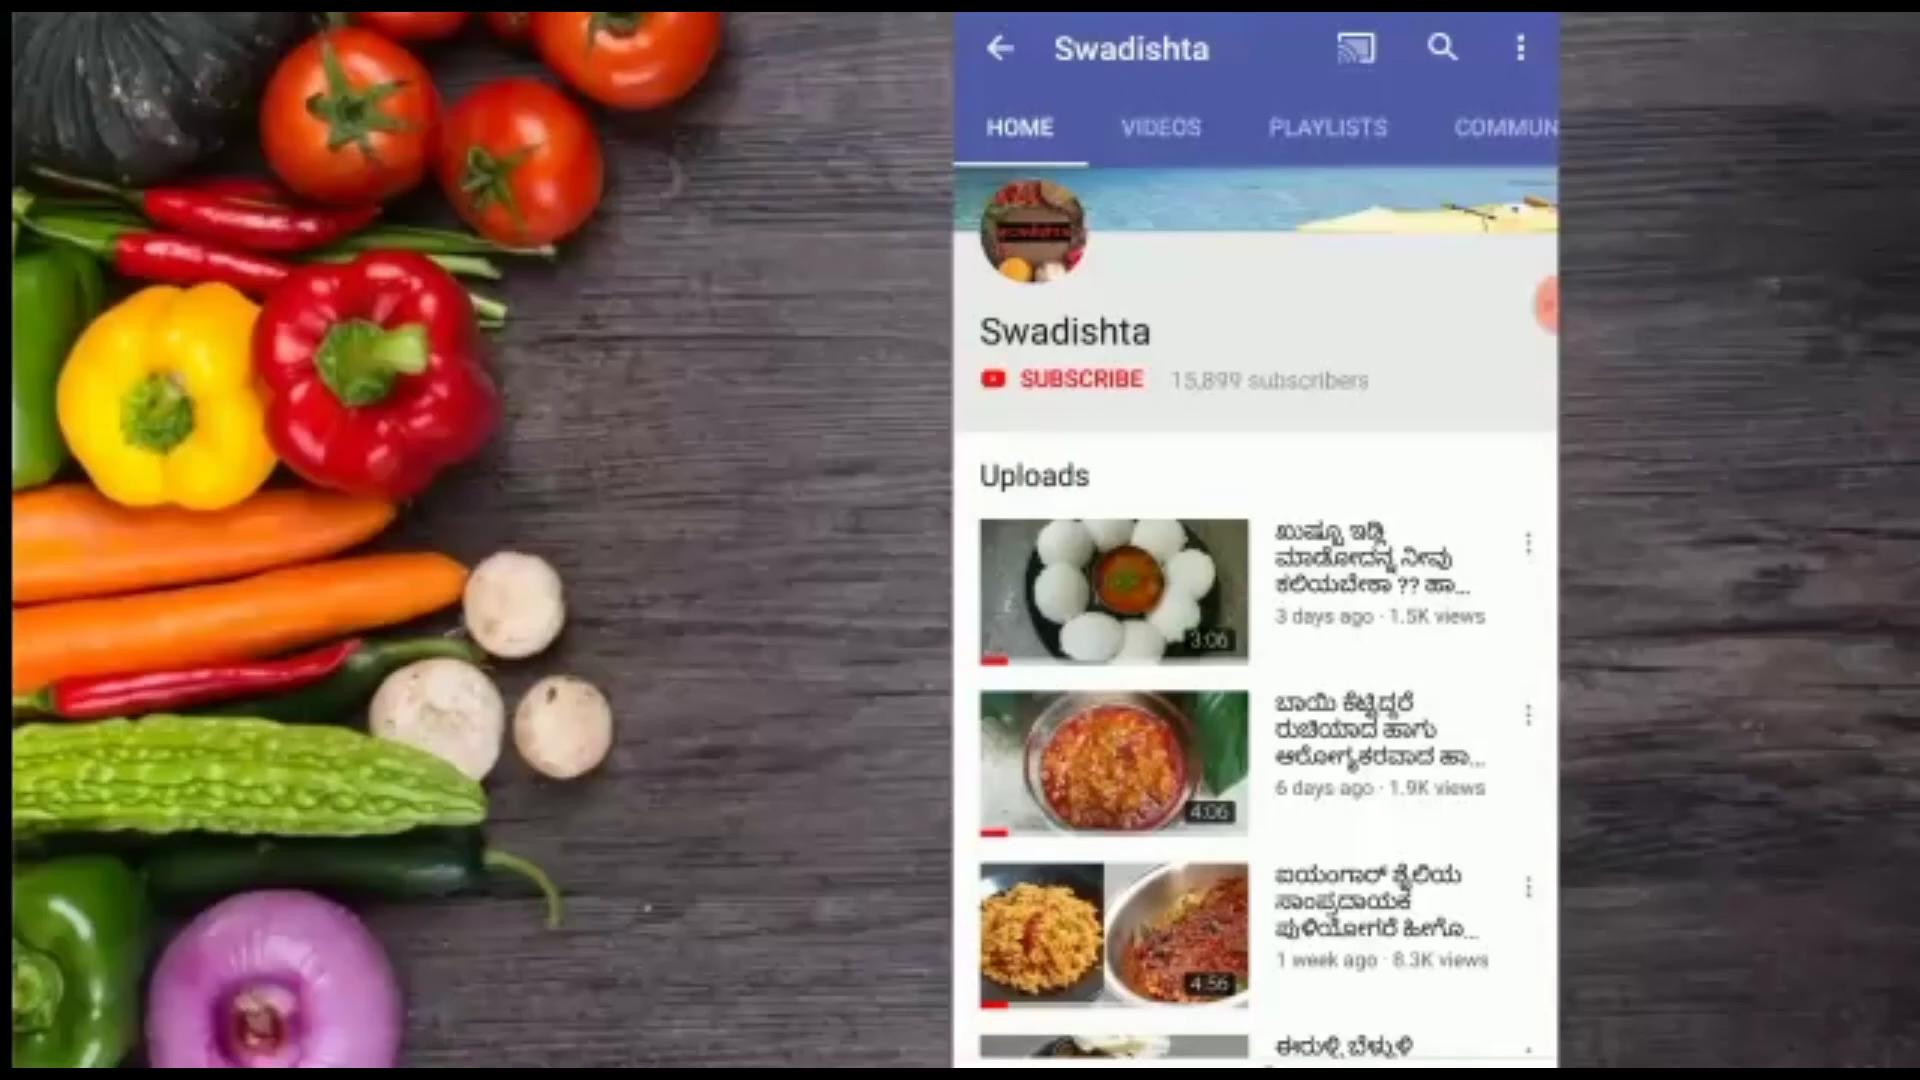 Swadishta
HOME VIDEOS PLAYLISTS COMMUN
Swadishta
SUBSCRIBE 15,899 subscribers
Uploads
ಖುಷ್ಬೂ ಇಡ್ಲಿ
ಮಾಡೋದನ್ನ ನೀವು
ಕಲಿಯಬೇಕಾ ?? ಹಾ...
3 days ago · 1.5K views
3:06
ಬಾಯಿ ಕೆಟ್ಟಿದ್ದರೆ
ರುಚಿಯಾದ ಹಾಗು
ಆರೋಗ್ಯಕರವಾದ ಹಾ...
6 days ago · 1.9K views
4:06
ಐಯಂಗಾರ್ ಶೈಲಿಯ
ಸಾಂಪ್ರದಾಯಕ
ಪುಳಿಯೋಗರೆ ಹೀಗೊ...
1 week ago · 8.3K views
4:56
ಈರುಳ್ಳಿ ಬೆಳ್ಳುಳ್ಳಿ